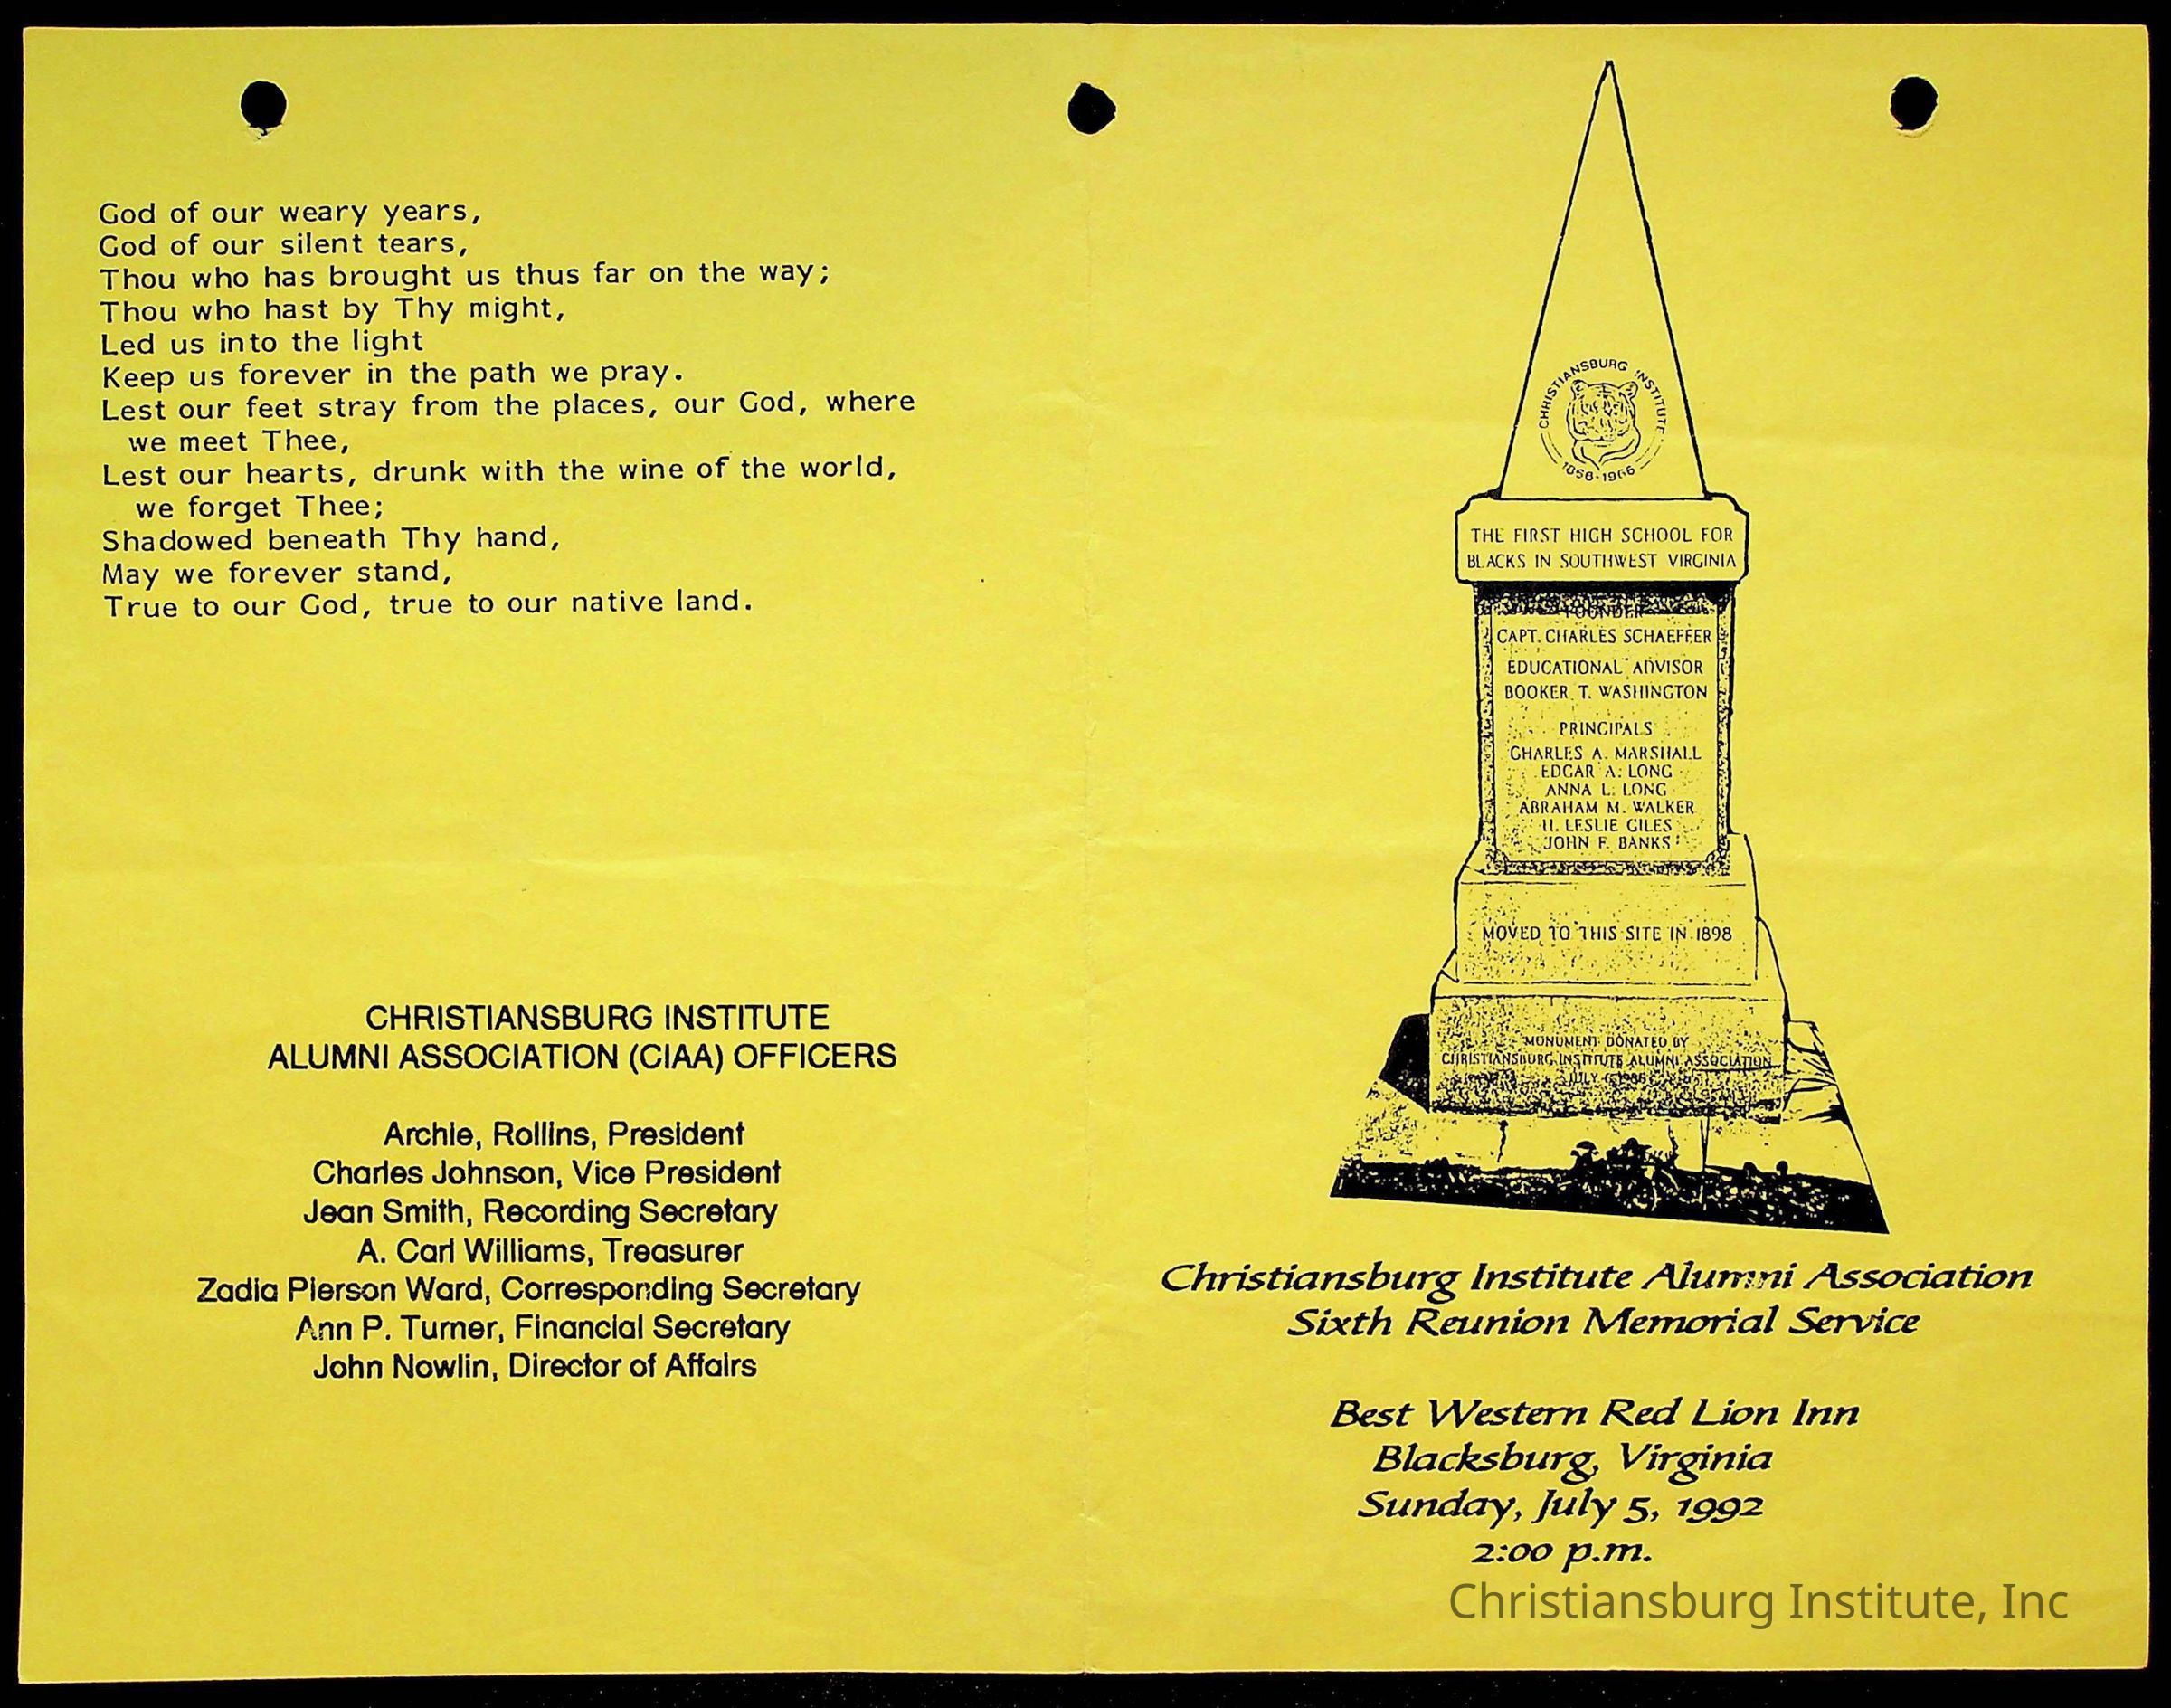 God of our weary years,
God of our silent tears,
Thou who has brought us thus far on the way;
Thou who hast by Thy might,
Led us into the light
Keep us forever in the path we pray.
Lest our feet stray from the places, our God, where
we meet Thee,
Lest our hearts, drunk with the wine of the world,
we forget Thee;
Shadowed beneath Thy hand,
May we forever stand,
True to our God, true to our native land.
CHRISTIANSBURG INSTITUTE
ALUMNI ASSOCIATION (CIAA) OFFICERS
Archie, Rollins, President
Charles Johnson, Vice President
Jean Smith, Recording Secretary
A. Carl Williams, Treasurer
Zadia Pierson Ward, Corresponding Secretary
Ann P. Turner, Financial Secretary
John Nowlin, Director of Affairs
CHRISTIANSBURG INSTITUTE
1866-1966
THE FIRST HIGH SCHOOL FOR
BLACKS IN SOUTHWEST VIRGINIA
FOUNDER
CAPT. CHARLES SCHAEFFER
EDUCATIONAL ADVISOR
BOOKER T. WASHINGTON
PRINCIPALS
CHARLES A. MARSHALL
EDGAR A. LONG
ANNA L. LONG
ABRAHAM M. WALKER
H. LESLIE GILES
JOHN F. BANKS
MOVED TO THIS SITE IN 1898
MONUMENT DONATED BY
CHRISTIANSBURG INSTITUTE ALUMNI ASSOCIATION
JULY
Christiansburg Institute Alumni Association
Sixth Reunion Memorial Service
Best Western Red Lion Inn
Blacksburg, Virginia
Sunday, July 5, 1992
2:00 p.m.
Christiansburg Institute, Inc